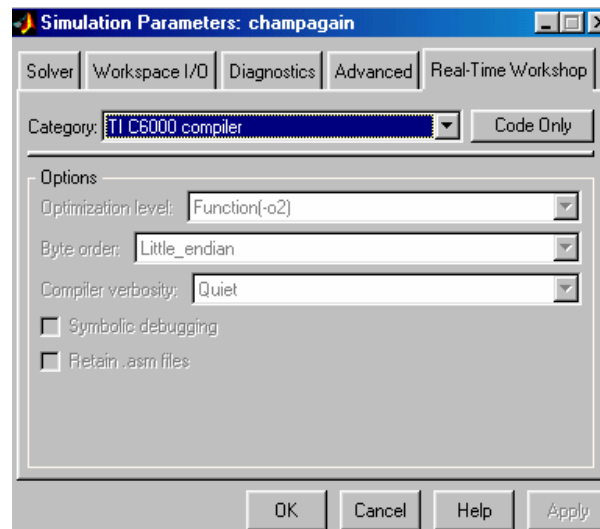 Simulation Parameters: champagain
Solver Workspace I/O Diagnostics Advanced Real-Time Workshop
Category: TI C6000 compiler Code Only
Options
Optimization level: Function(-o2)
Byte order: Little_endian
Compiler verbosity: Quiet
Symbolic debugging
Retain .asm files
OK Cancel Help Apply